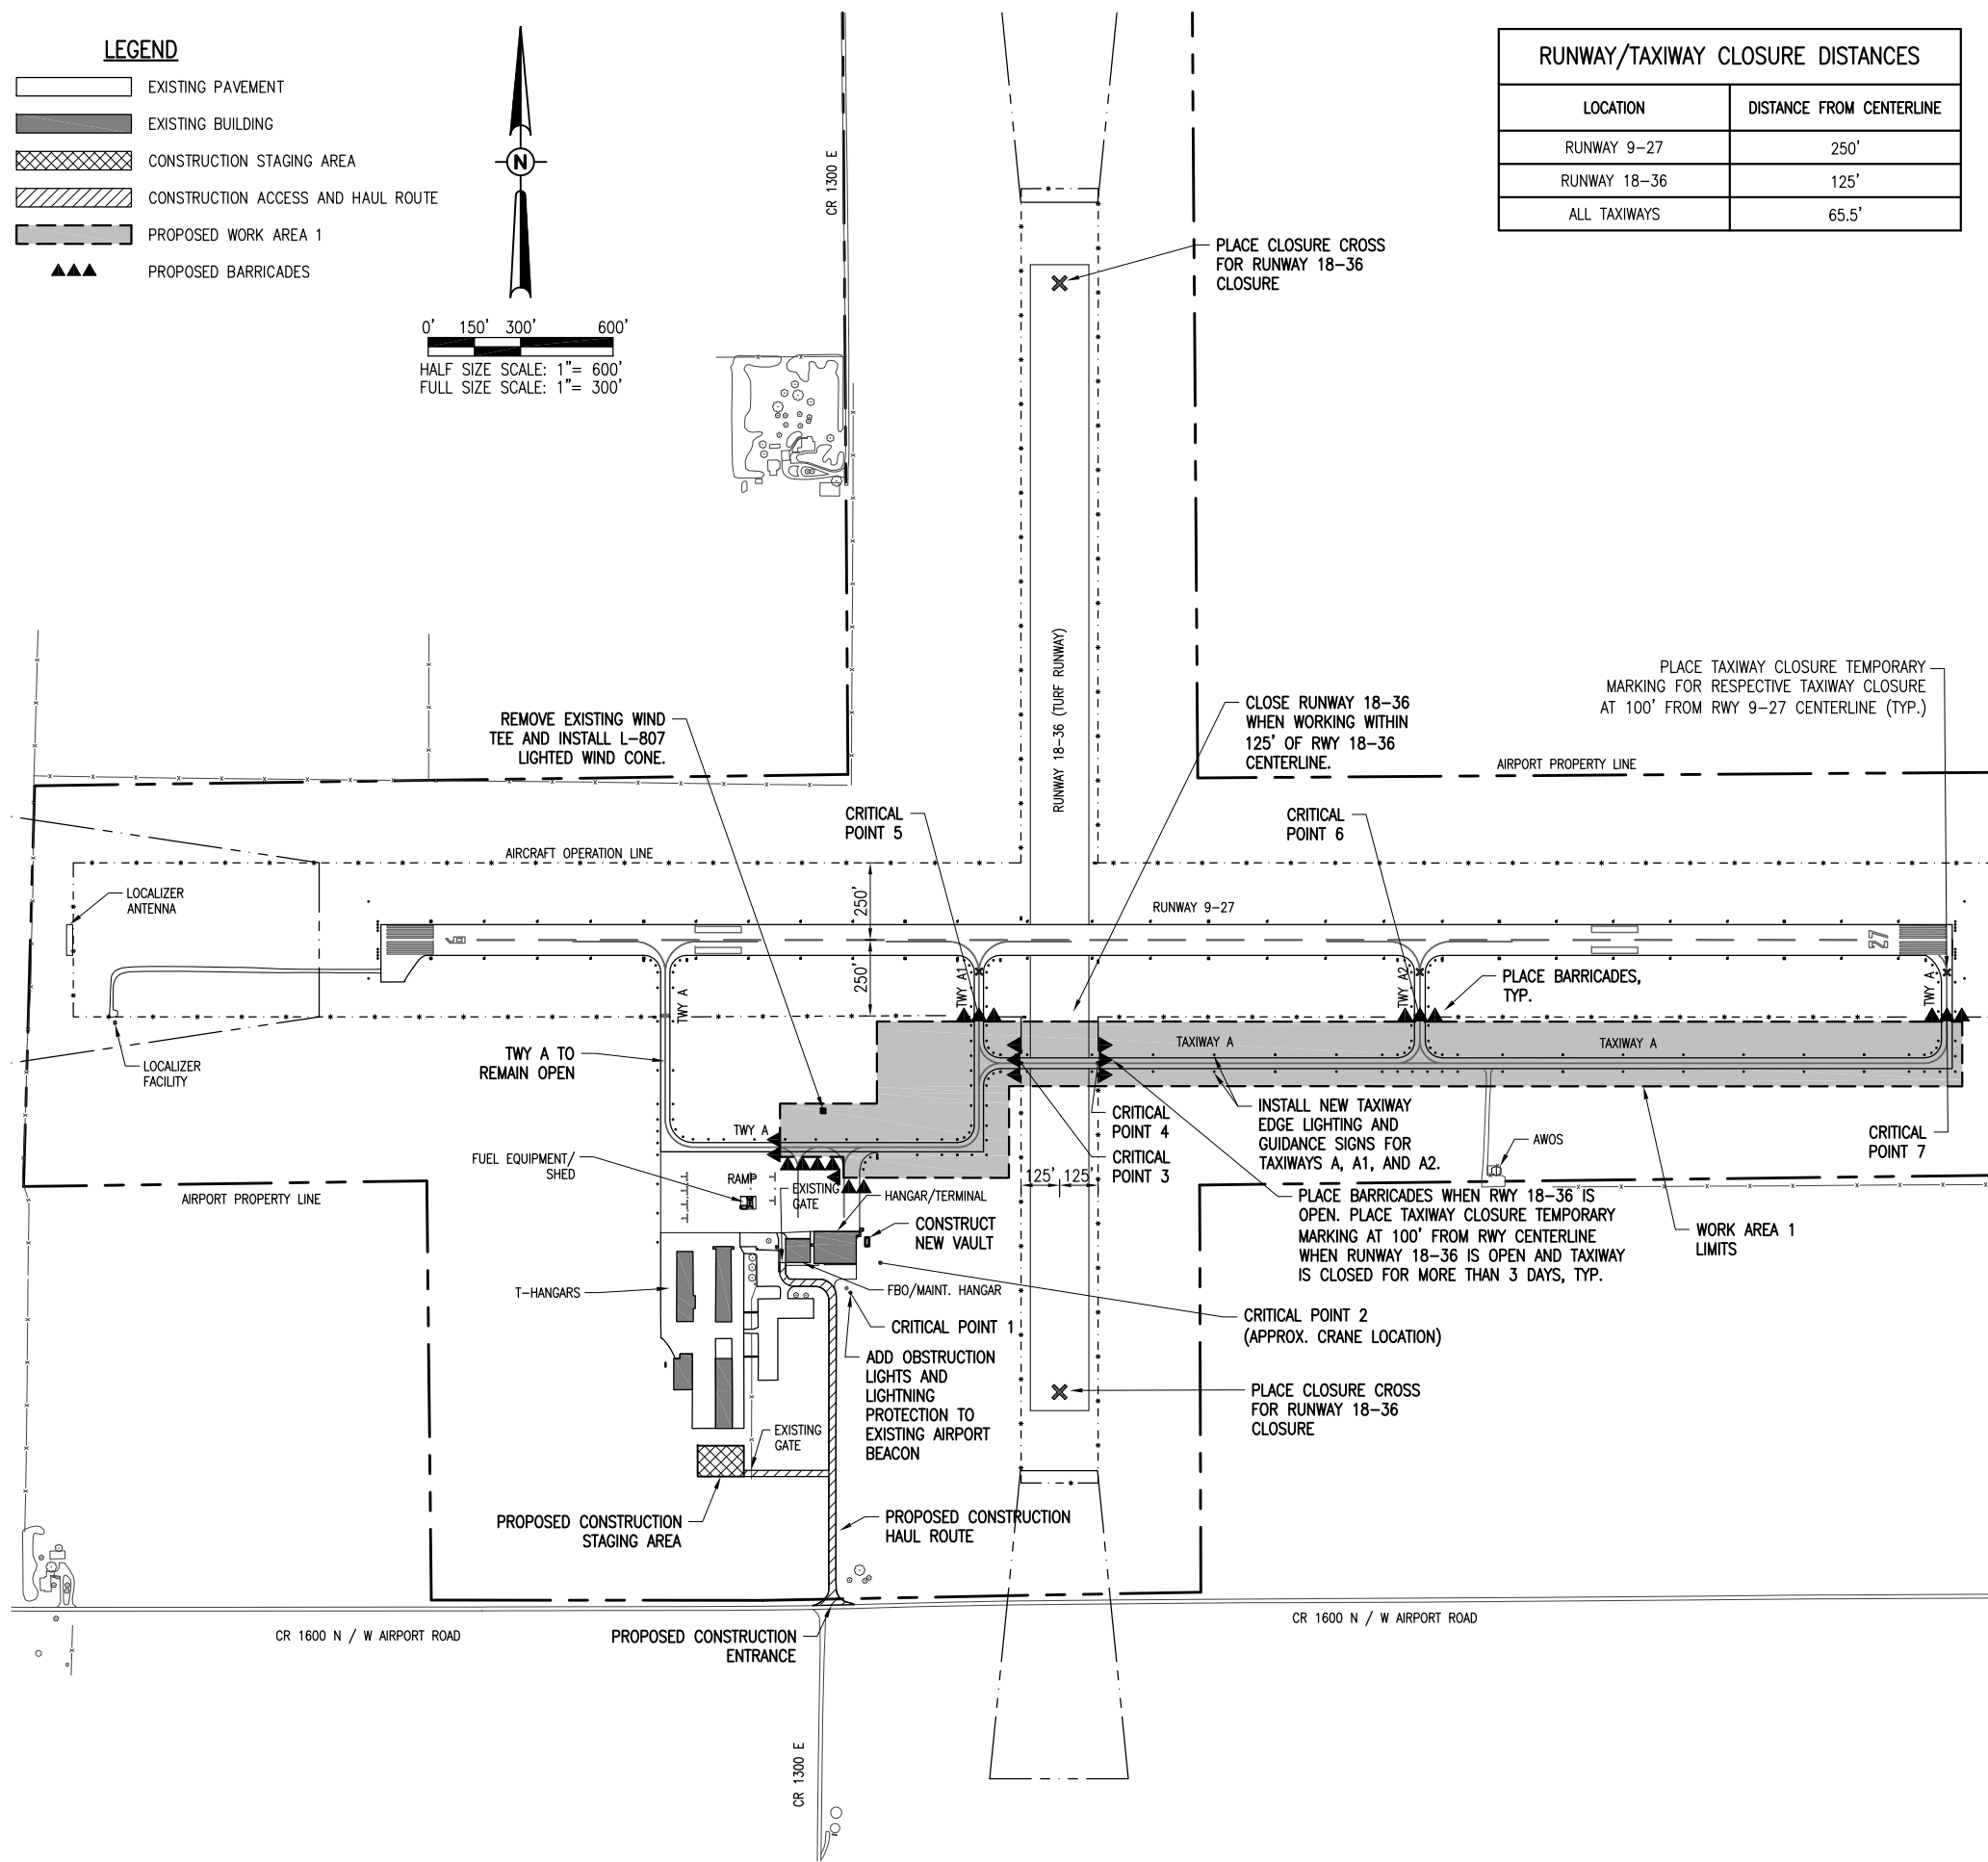 LEGEND
EXISTING PAVEMENT
EXISTING BUILDING
CONSTRUCTION STAGING AREA
CONSTRUCTION ACCESS AND HAUL ROUTE
PROPOSED WORK AREA 1
PROPOSED BARRICADES
N
0' 150' 300' 600'
HALF SIZE SCALE: 1"= 600'
FULL SIZE SCALE: 1"= 300'
CR 1300 E
RUNWAY/TAXIWAY CLOSURE DISTANCES
LOCATION DISTANCE FROM CENTERLINE
RUNWAY 9-27 250'
RUNWAY 18-36 125'
ALL TAXIWAYS 65.5'
PLACE CLOSURE CROSS
FOR RUNWAY 18-36
CLOSURE
RUNWAY 18-36 (TURF RUNWAY)
PLACE TAXIWAY CLOSURE TEMPORARY
MARKING FOR RESPECTIVE TAXIWAY CLOSURE
AT 100' FROM RWY 9-27 CENTERLINE (TYP.)
REMOVE EXISTING WIND
TEE AND INSTALL L-807
LIGHTED WIND CONE.
CLOSE RUNWAY 18-36
WHEN WORKING WITHIN
125' OF RWY 18-36
CENTERLINE.
AIRPORT PROPERTY LINE
CRITICAL
POINT 5
CRITICAL
POINT 6
AIRCRAFT OPERATION LINE
LOCALIZER
ANTENNA
250'
250'
RUNWAY 9-27
9
27
TWY A
TWY A1
TWY A2
TWY A
PLACE BARRICADES,
TYP.
LOCALIZER
FACILITY
TWY A TO
REMAIN OPEN
TAXIWAY A
TAXIWAY A
TWY A
CRITICAL
POINT 4
CRITICAL
POINT 3
INSTALL NEW TAXIWAY
EDGE LIGHTING AND
GUIDANCE SIGNS FOR
TAXIWAYS A, A1, AND A2.
AWOS
CRITICAL
POINT 7
FUEL EQUIPMENT/
SHED
RAMP
EXISTING
GATE
HANGAR/TERMINAL
125' 125'
AIRPORT PROPERTY LINE
CONSTRUCT
NEW VAULT
PLACE BARRICADES WHEN RWY 18-36 IS
OPEN. PLACE TAXIWAY CLOSURE TEMPORARY
MARKING AT 100' FROM RWY CENTERLINE
WHEN RUNWAY 18-36 IS OPEN AND TAXIWAY
IS CLOSED FOR MORE THAN 3 DAYS, TYP.
WORK AREA 1
LIMITS
T-HANGARS
FBO/MAINT. HANGAR
CRITICAL POINT 1
CRITICAL POINT 2
(APPROX. CRANE LOCATION)
ADD OBSTRUCTION
LIGHTS AND
LIGHTNING
PROTECTION TO
EXISTING AIRPORT
BEACON
PLACE CLOSURE CROSS
FOR RUNWAY 18-36
CLOSURE
EXISTING
GATE
PROPOSED CONSTRUCTION
STAGING AREA
PROPOSED CONSTRUCTION
HAUL ROUTE
CR 1600 N / W AIRPORT ROAD
PROPOSED CONSTRUCTION
ENTRANCE
CR 1600 N / W AIRPORT ROAD
CR 1300 E